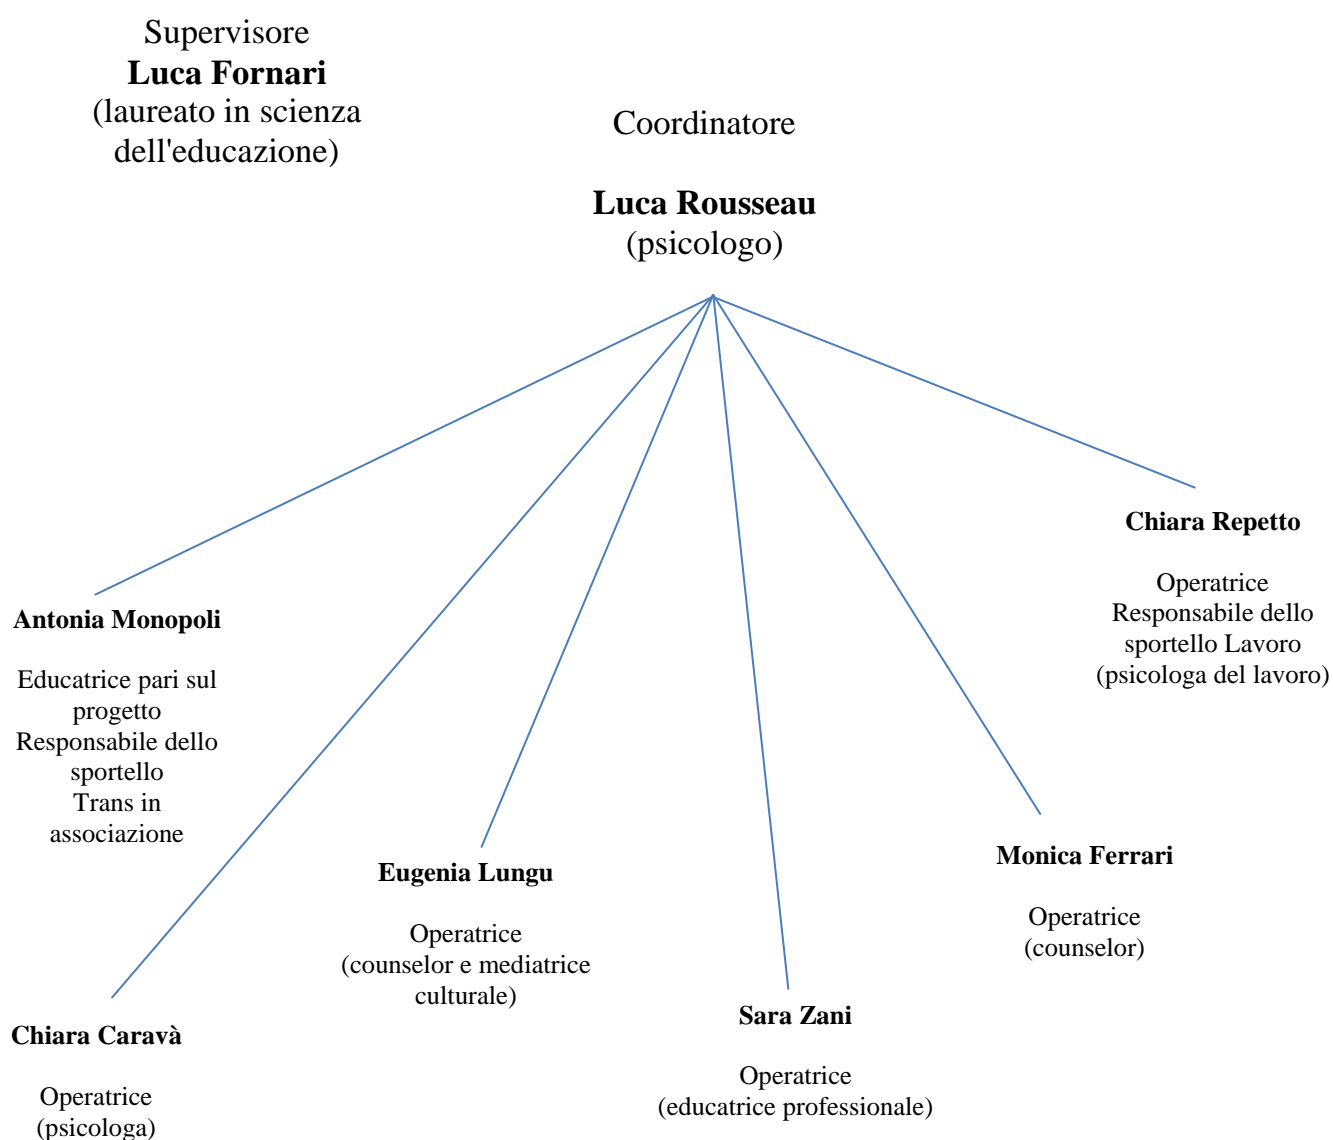 Supervisore
Luca Fornari
(laureato in scienza
dell'educazione)
Coordinatore
Luca Rousseau
(psicologo)
Chiara Repetto
Operatrice
Responsabile dello
sportello Lavoro
(psicologa del lavoro)
Antonia Monopoli
Educatrice pari sul
progetto
Responsabile dello
sportello
Trans in
associazione
Monica Ferrari
Operatrice
(counselor)
Eugenia Lungu
Operatrice
(counselor e mediatrice
culturale)
Sara Zani
Operatrice
(educatrice professionale)
Chiara Caravà
Operatrice
(psicologa)